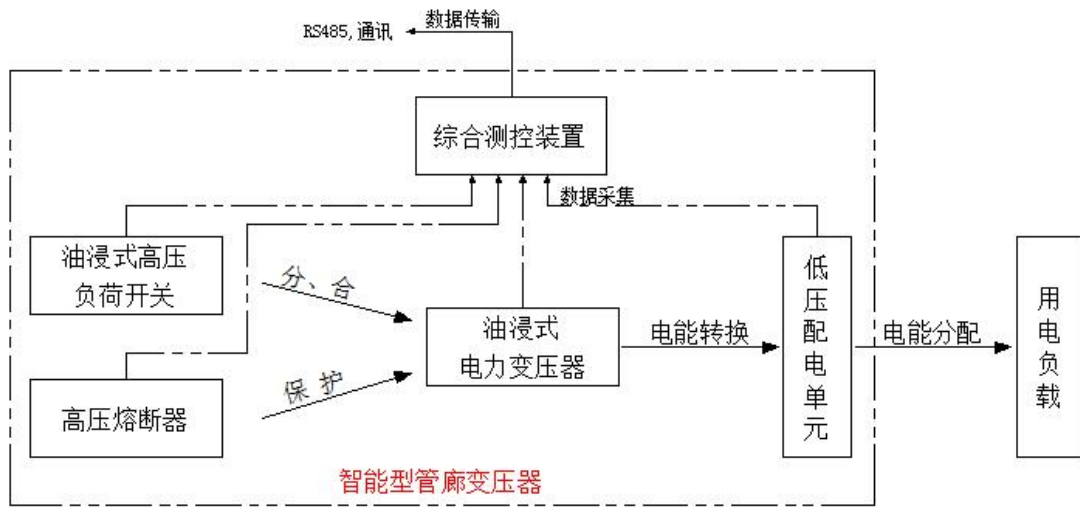 数据传输
RS485,通讯
综合测控装置
数据采集
油浸式高压
负荷开关
分、合
油浸式
电力变压器
电能转换
低压配电单元
电能分配
用电负载
保护
高压熔断器
智能型管廊变压器